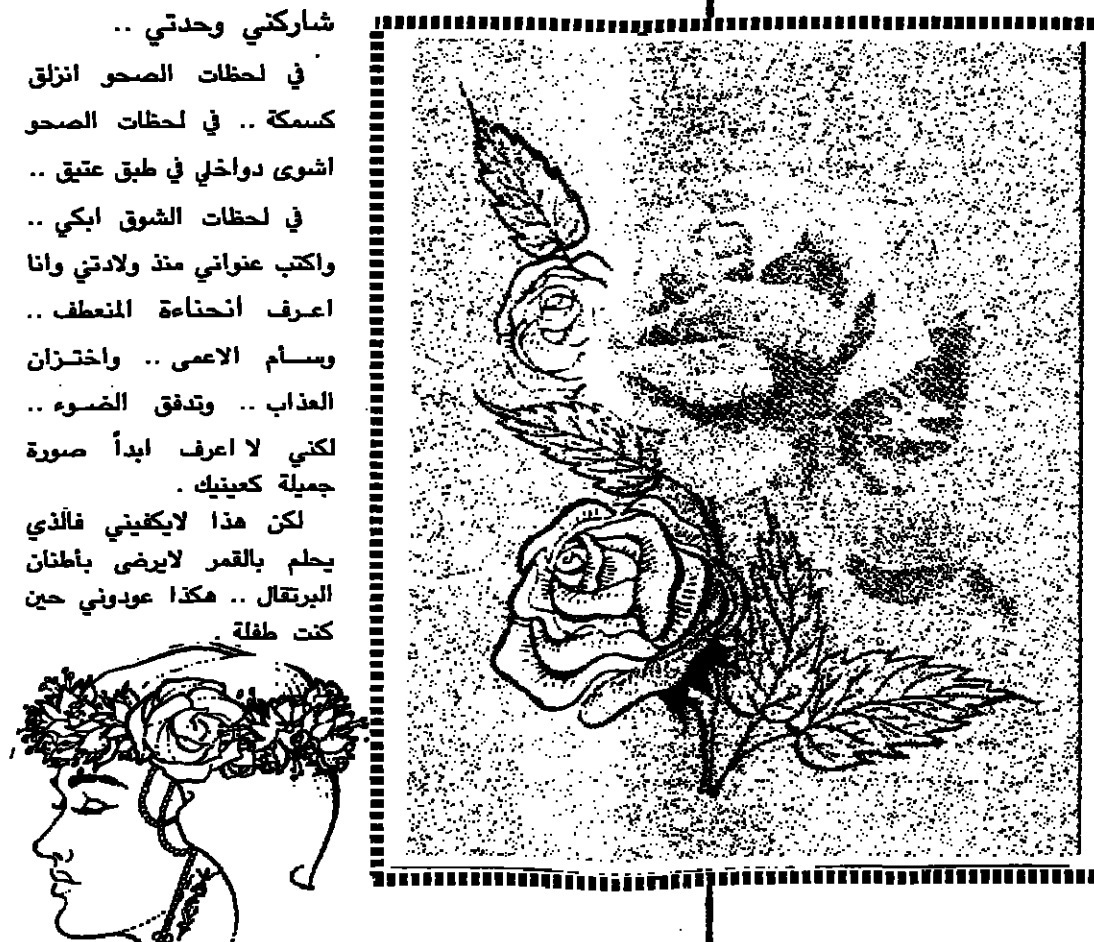 شاركني وحدتي ..
في لحظات الصحو انزلق
كسمكة .. في لحظات الصحو
اشوى دواخلي في طبق عتيق ..
في لحظات الشوق ابكي ..
واكتب عنواني منذ ولادتي وانا
اعرف أنحناءة المنعطف ..
وسأم الاعمى .. واختزان
العذاب .. وتدفق الضوء ..
لكني لا اعرف ابداً صورة
جميلة كعينيك .
لكن هذا لايكفيني فالذي
يحلم بالقمر لايرضى بأطنان
البرتقال .. هكذا عودوني حين
كنت طفلة .